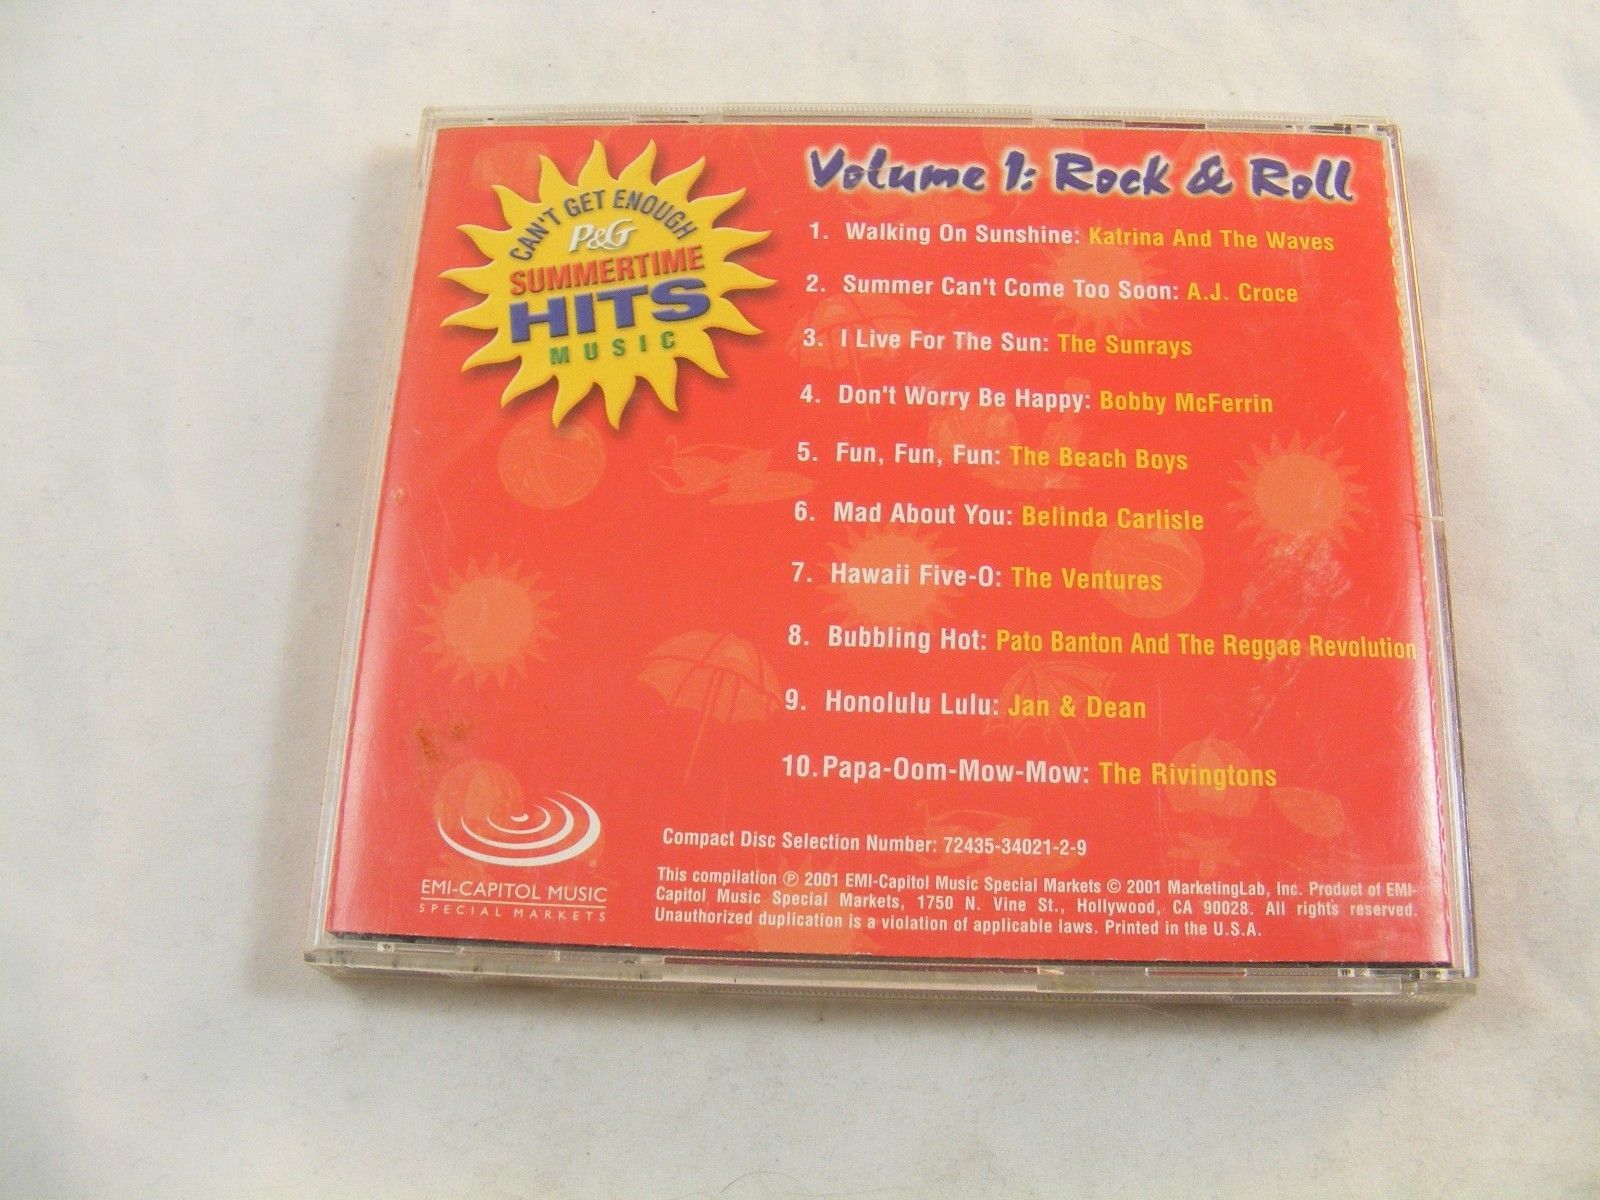 CAN'T GET ENOUGH
P&G
SUMMERTIME
HITS
MUSIC
Volume 1: Rock & Roll
1. Walking On Sunshine: Katrina And The Waves
2. Summer Can't Come Too Soon: A.J. Croce
3. I Live For The Sun: The Sunrays
4. Don't Worry Be Happy: Bobby McFerrin
5. Fun, Fun, Fun: The Beach Boys
6. Mad About You: Belinda Carlisle
7. Hawaii Five-O: The Ventures
8. Bubbling Hot: Pato Banton And The Reggae Revolution
9. Honolulu Lulu: Jan & Dean
10. Papa-Oom-Mow-Mow: The Rivingtons
EMI-CAPITOL MUSIC
SPECIAL MARKETS
Compact Disc Selection Number: 72435-34021-2-9
This compilation ℗ 2001 EMI-Capitol Music Special Markets © 2001 MarketingLab, Inc. Product of EMI-
Capitol Music Special Markets, 1750 N. Vine St., Hollywood, CA 90028. All rights reserved.
Unauthorized duplication is a violation of applicable laws. Printed in the U.S.A.